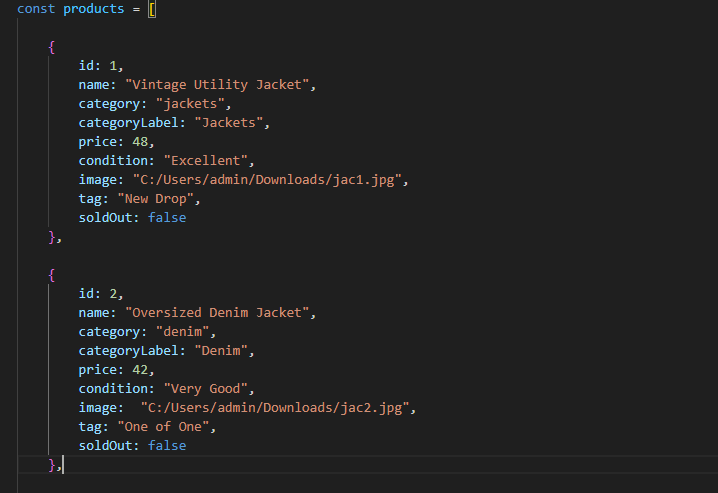 const products = [
{
id: 1,
name: "Vintage Utility Jacket",
category: "jackets",
categoryLabel: "Jackets",
price: 48,
condition: "Excellent",
image: "C:/Users/admin/Downloads/jac1.jpg",
tag: "New Drop",
soldOut: false
},
{
id: 2,
name: "Oversized Denim Jacket",
category: "denim",
categoryLabel: "Denim",
price: 42,
condition: "Very Good",
image:  "C:/Users/admin/Downloads/jac2.jpg",
tag: "One of One",
soldOut: false
},